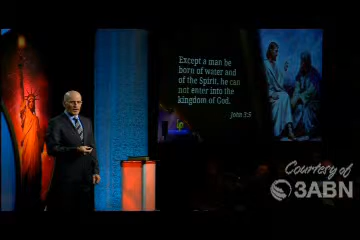 Except a man be
born of water and
of the Spirit, he can
not enter into the
kingdom of God.
John 3:5
Courtesy of
3ABN